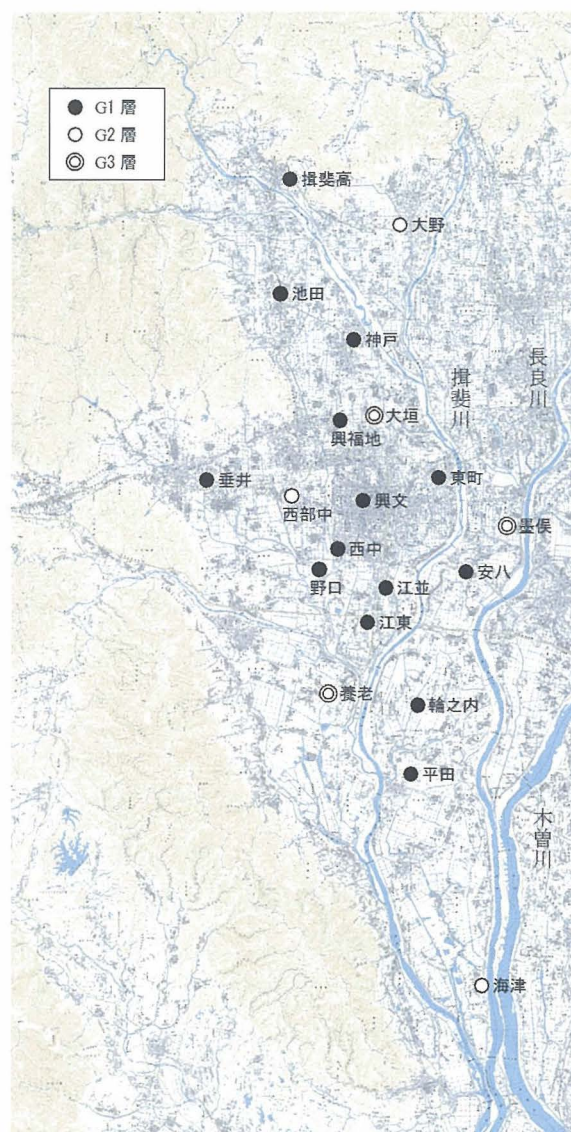 G1 層
G2 層
G3 層
揖斐高
大野
池田
神戸
揖斐川
長良川
大垣
興福地
垂井
東町
西部中
興文
墨俣
西中
野口
江並
安八
江東
養老
輪之内
平田
木曽川
海津